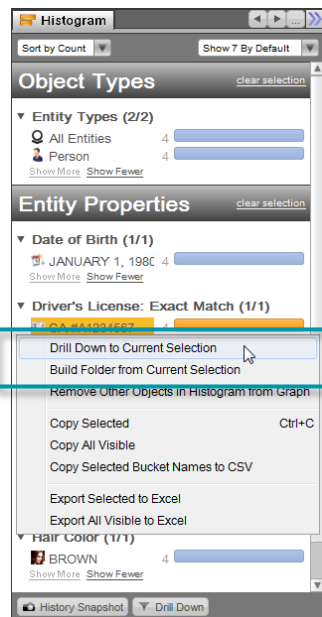 Histogram
...
Sort by Count
Show 7 By Default
Object Types
clear selection
Entity Types (2/2)
All Entities 4
Person 4
Show More Show Fewer
Entity Properties
clear selection
Date of Birth (1/1)
JANUARY 1, 198 4
Show More Show Fewer
Driver's License: Exact Match (1/1)
CA #A1234567
Drill Down to Current Selection
Build Folder from Current Selection
Remove Other Objects in Histogram from Graph
Copy Selected Ctrl+C
Copy All Visible
Copy Selected Bucket Names to CSV
Export Selected to Excel
Export All Visible to Excel
Hair Color (1/1)
BROWN 4
Show More Show Fewer
History Snapshot Drill Down